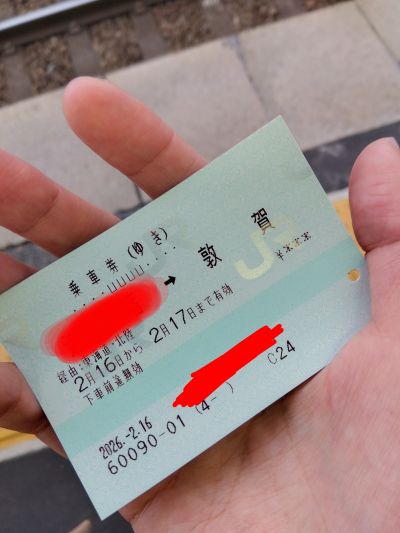 乗車券 (ゆき)
→ 敦賀
¥****
経由:東海道・北陸
2月16日から2月17日まで有効
下車前途無効
2026.-2.16
(4- ) C24
60090-01
JR